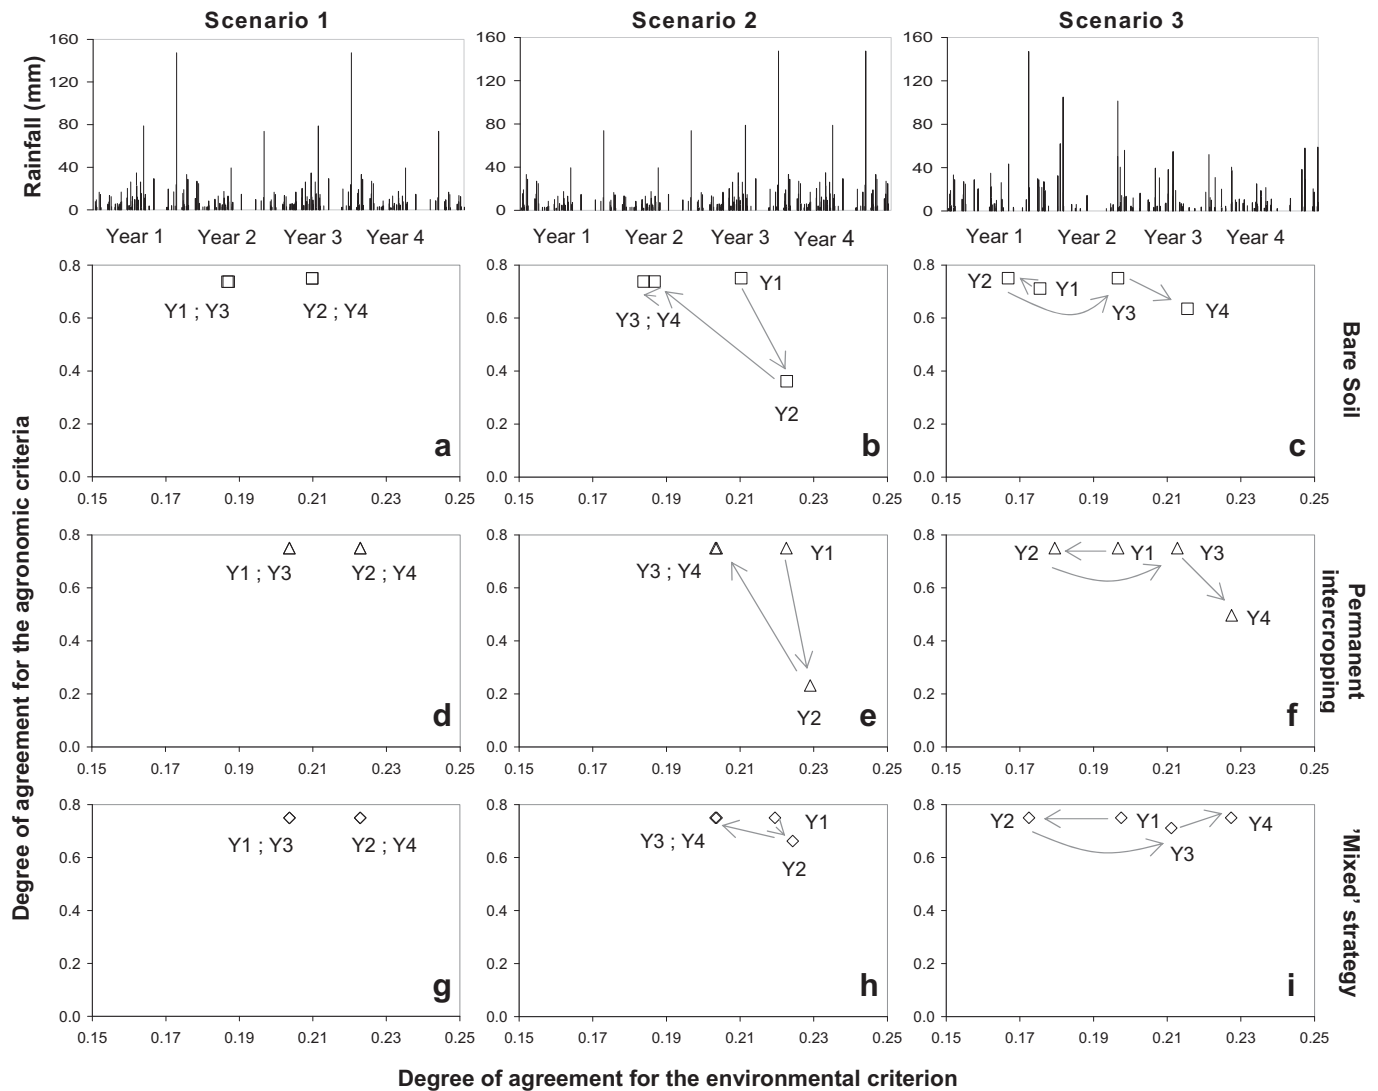 Scenario 1 Scenario 2 Scenario 3
Rainfall (mm)
160 160 160
120 120 120
80 80 80
40 40 40
0 0 0
Year 1 Year 2 Year 3 Year 4 Year 1 Year 2 Year 3 Year 4 Year 1 Year 2 Year 3 Year 4
Degree of agreement for the agronomic criteria
0.8 0.8 0.8
Y1 Y2 Y1
Y1 ; Y3 Y2 ; Y4 Y3 ; Y4 Y3 Y4
0.6 0.6 0.6
0.4 0.4 0.4
Y2
0.2 0.2 0.2
a b c
0.0 0.0 0.0
0.15 0.17 0.19 0.21 0.23 0.25 0.15 0.17 0.19 0.21 0.23 0.25 0.15 0.17 0.19 0.21 0.23 0.25
Bare Soil
0.8 0.8 0.8
Y1 Y2 Y1 Y3
Y1 ; Y3 Y2 ; Y4 Y3 ; Y4
0.6 0.6 0.6
Y4
0.4 0.4 0.4
0.2 0.2 0.2
Y2
d e f
0.0 0.0 0.0
0.15 0.17 0.19 0.21 0.23 0.25 0.15 0.17 0.19 0.21 0.23 0.25 0.15 0.17 0.19 0.21 0.23 0.25
Permanent
intercropping
0.8 0.8 0.8
Y1 Y2 Y1 Y4
Y1 ; Y3 Y2 ; Y4 Y3 ; Y4 Y3
Y2
0.6 0.6 0.6
0.4 0.4 0.4
0.2 0.2 0.2
g h i
0.0 0.0 0.0
0.15 0.17 0.19 0.21 0.23 0.25 0.15 0.17 0.19 0.21 0.23 0.25 0.15 0.17 0.19 0.21 0.23 0.25
'Mixed' strategy
Degree of agreement for the environmental criterion